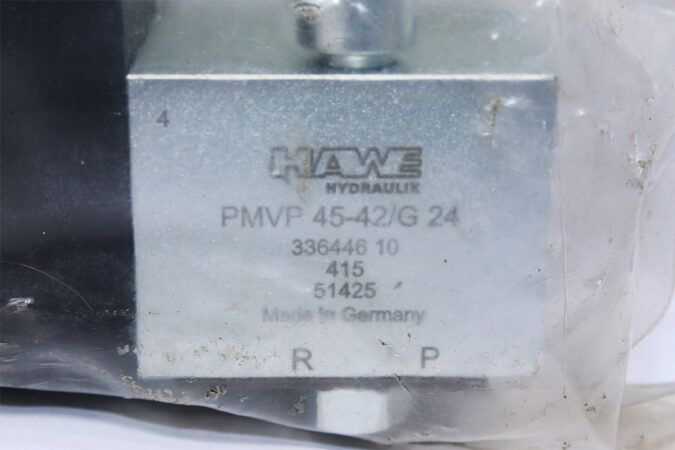 4
HAWE
HYDRAULIK
PMVP 45-42/G 24
336446 10
415
51425
Made in Germany
R P